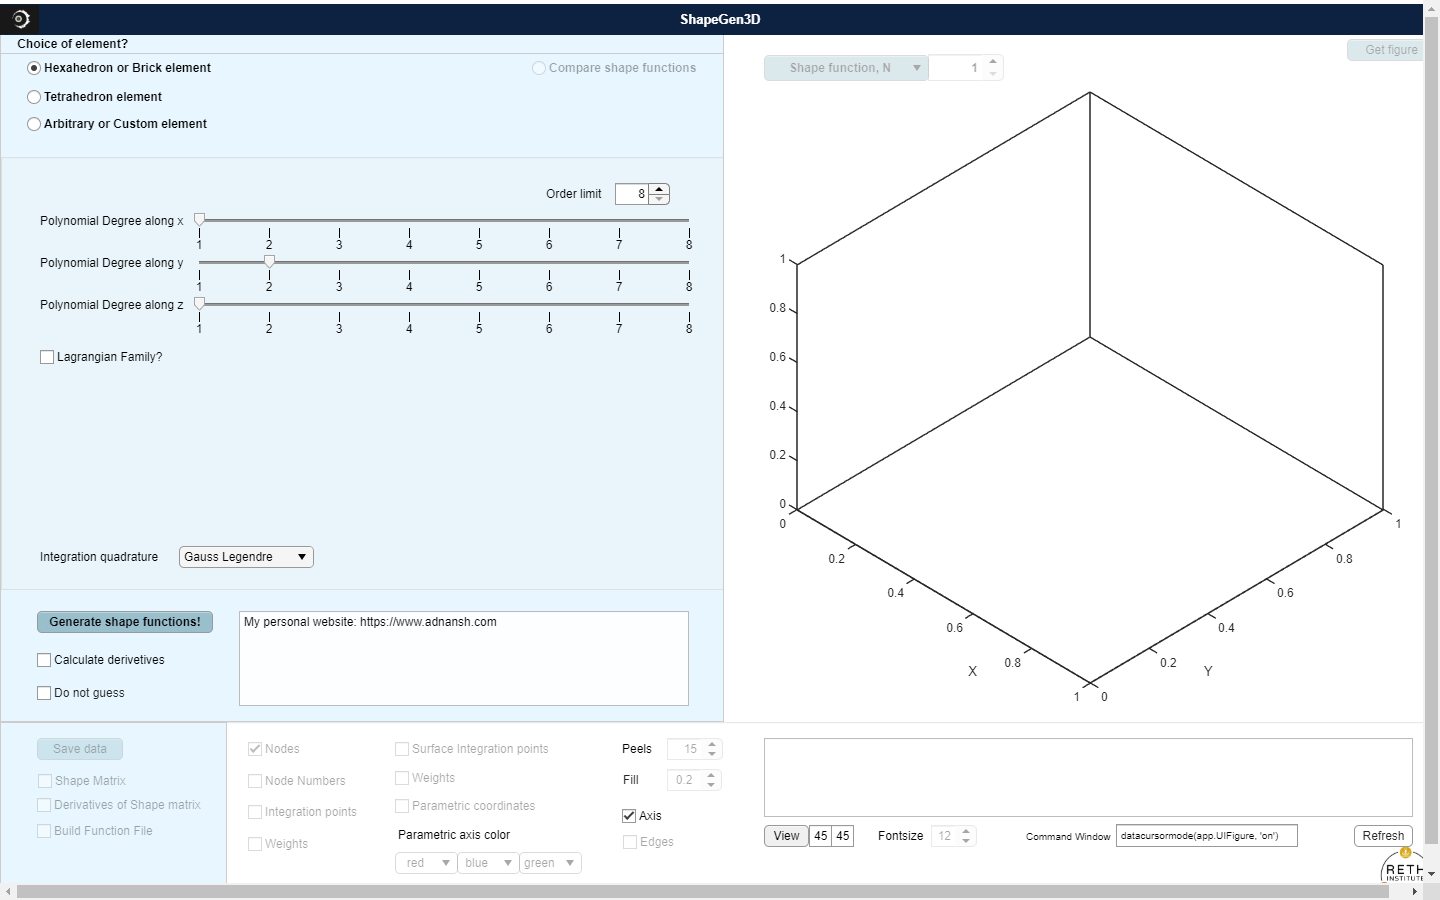 ShapeGen3D
Choice of element?
Hexahedron or Brick element
Compare shape functions
Tetrahedron element
Arbitrary or Custom element
Order limit 8
Polynomial Degree along x
1 2 3 4 5 6 7 8
Polynomial Degree along y
1 2 3 4 5 6 7 8
Polynomial Degree along z
1 2 3 4 5 6 7 8
Lagrangian Family?
Integration quadrature Gauss Legendre
Generate shape functions!
My personal website: https://www.adnansh.com
Calculate derivetives
Do not guess
Save data
Shape Matrix
Derivatives of Shape matrix
Build Function File
Nodes
Node Numbers
Integration points
Weights
Surface Integration points
Weights
Parametric coordinates
Parametric axis color
red blue green
Peels 15
Fill 0.2
Axis
Edges
Get figure
Shape function, N 1
1
0.8
0.6
0.4
0.2
0
0 0.2 0.4 0.6 0.8 1
X
0 0.2 0.4 0.6 0.8 1
Y
View 45 45 Fontsize 12 Command Window datacursormode(app.UIFigure, 'on') Refresh
RETH
INSTITUTE